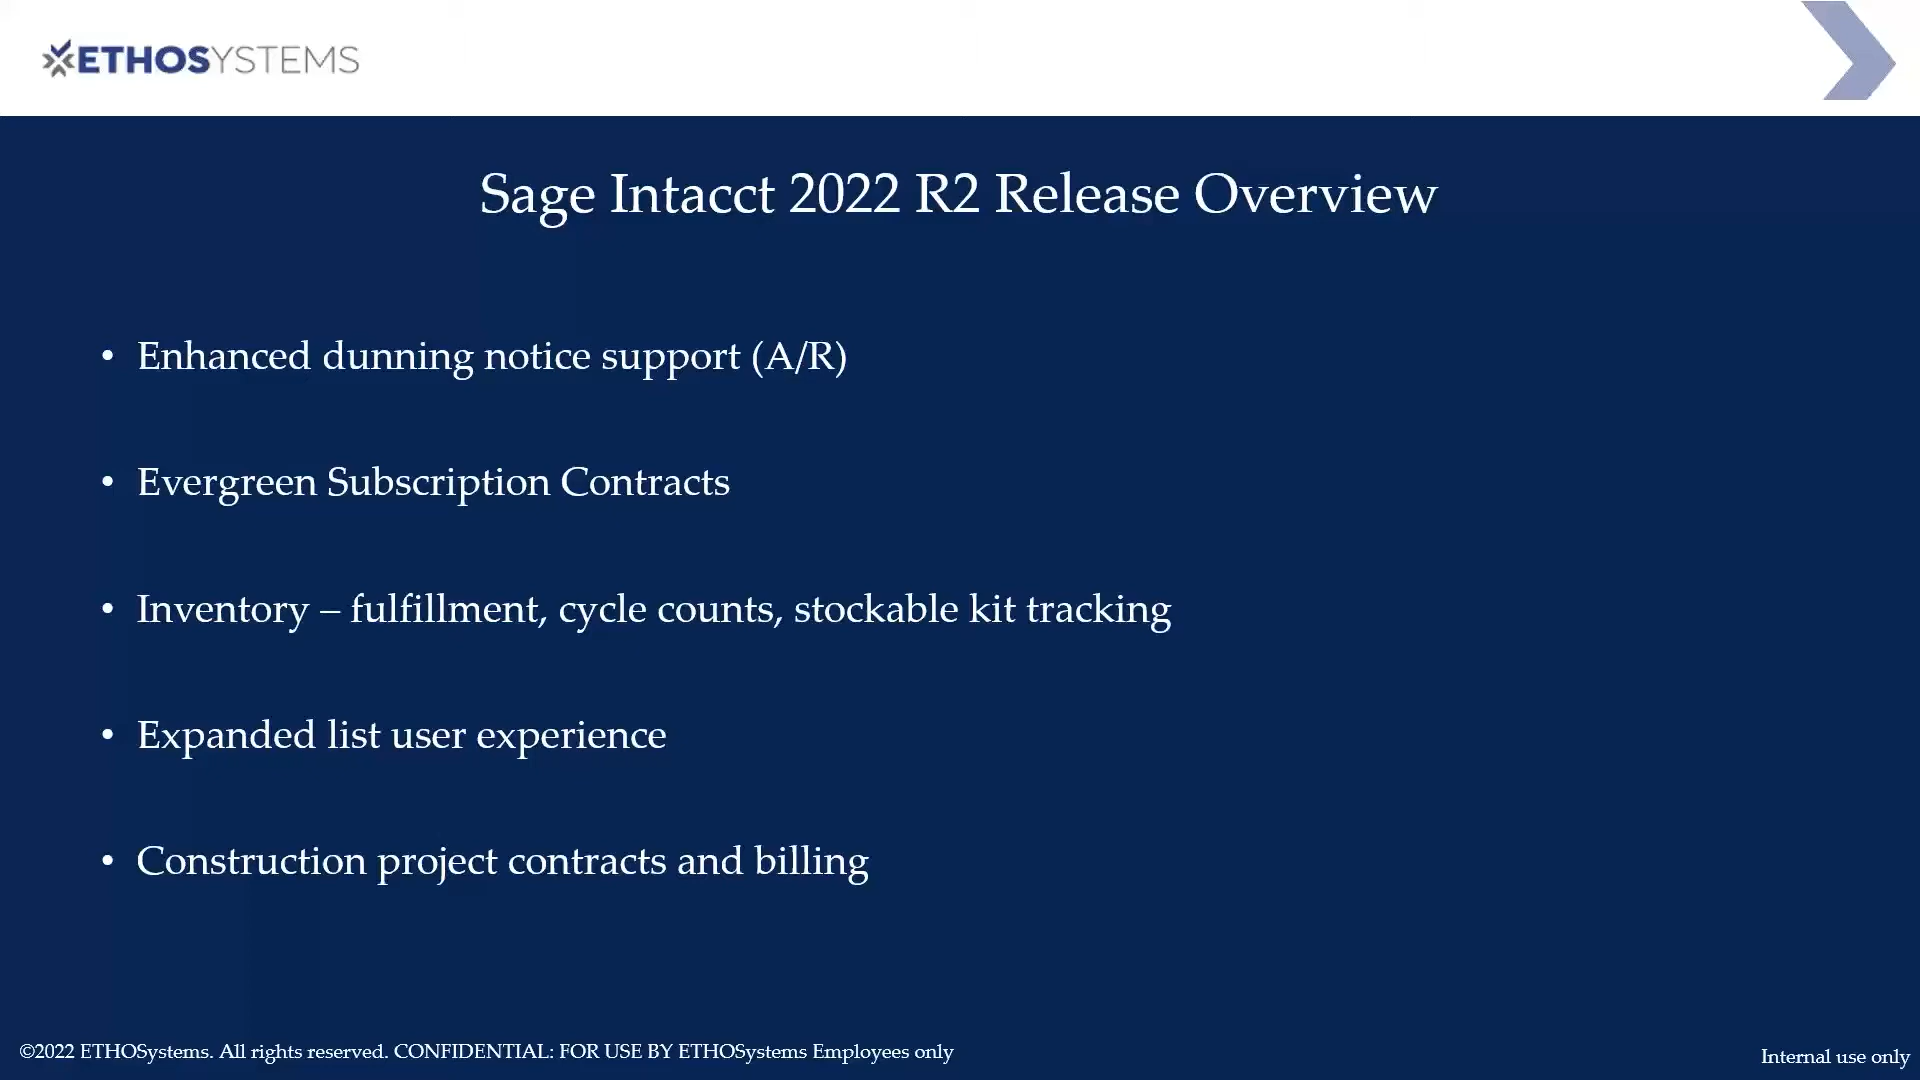 ETHOSYSTEMS
Sage Intacct 2022 R2 Release Overview
• Enhanced dunning notice support (A/R)
• Evergreen Subscription Contracts
• Inventory – fulfillment, cycle counts, stockable kit tracking
• Expanded list user experience
• Construction project contracts and billing
©2022 ETHOSystems. All rights reserved. CONFIDENTIAL: FOR USE BY ETHOSystems Employees only
Internal use only